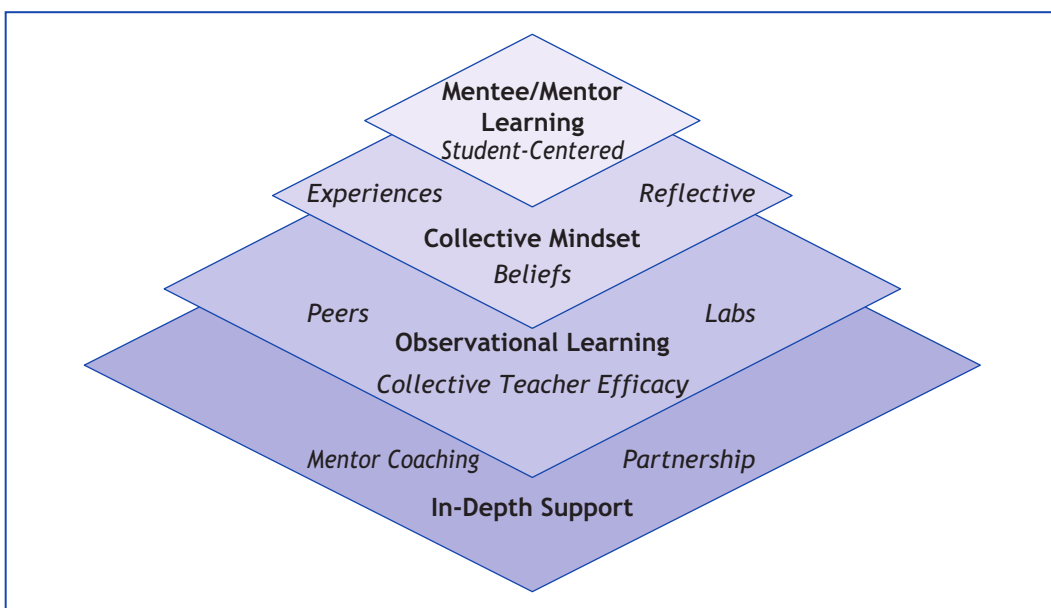 Mentee/Mentor
Learning
Student-Centered
Experiences
Reflective
Collective Mindset
Beliefs
Peers
Labs
Observational Learning
Collective Teacher Efficacy
Mentor Coaching
Partnership
In-Depth Support